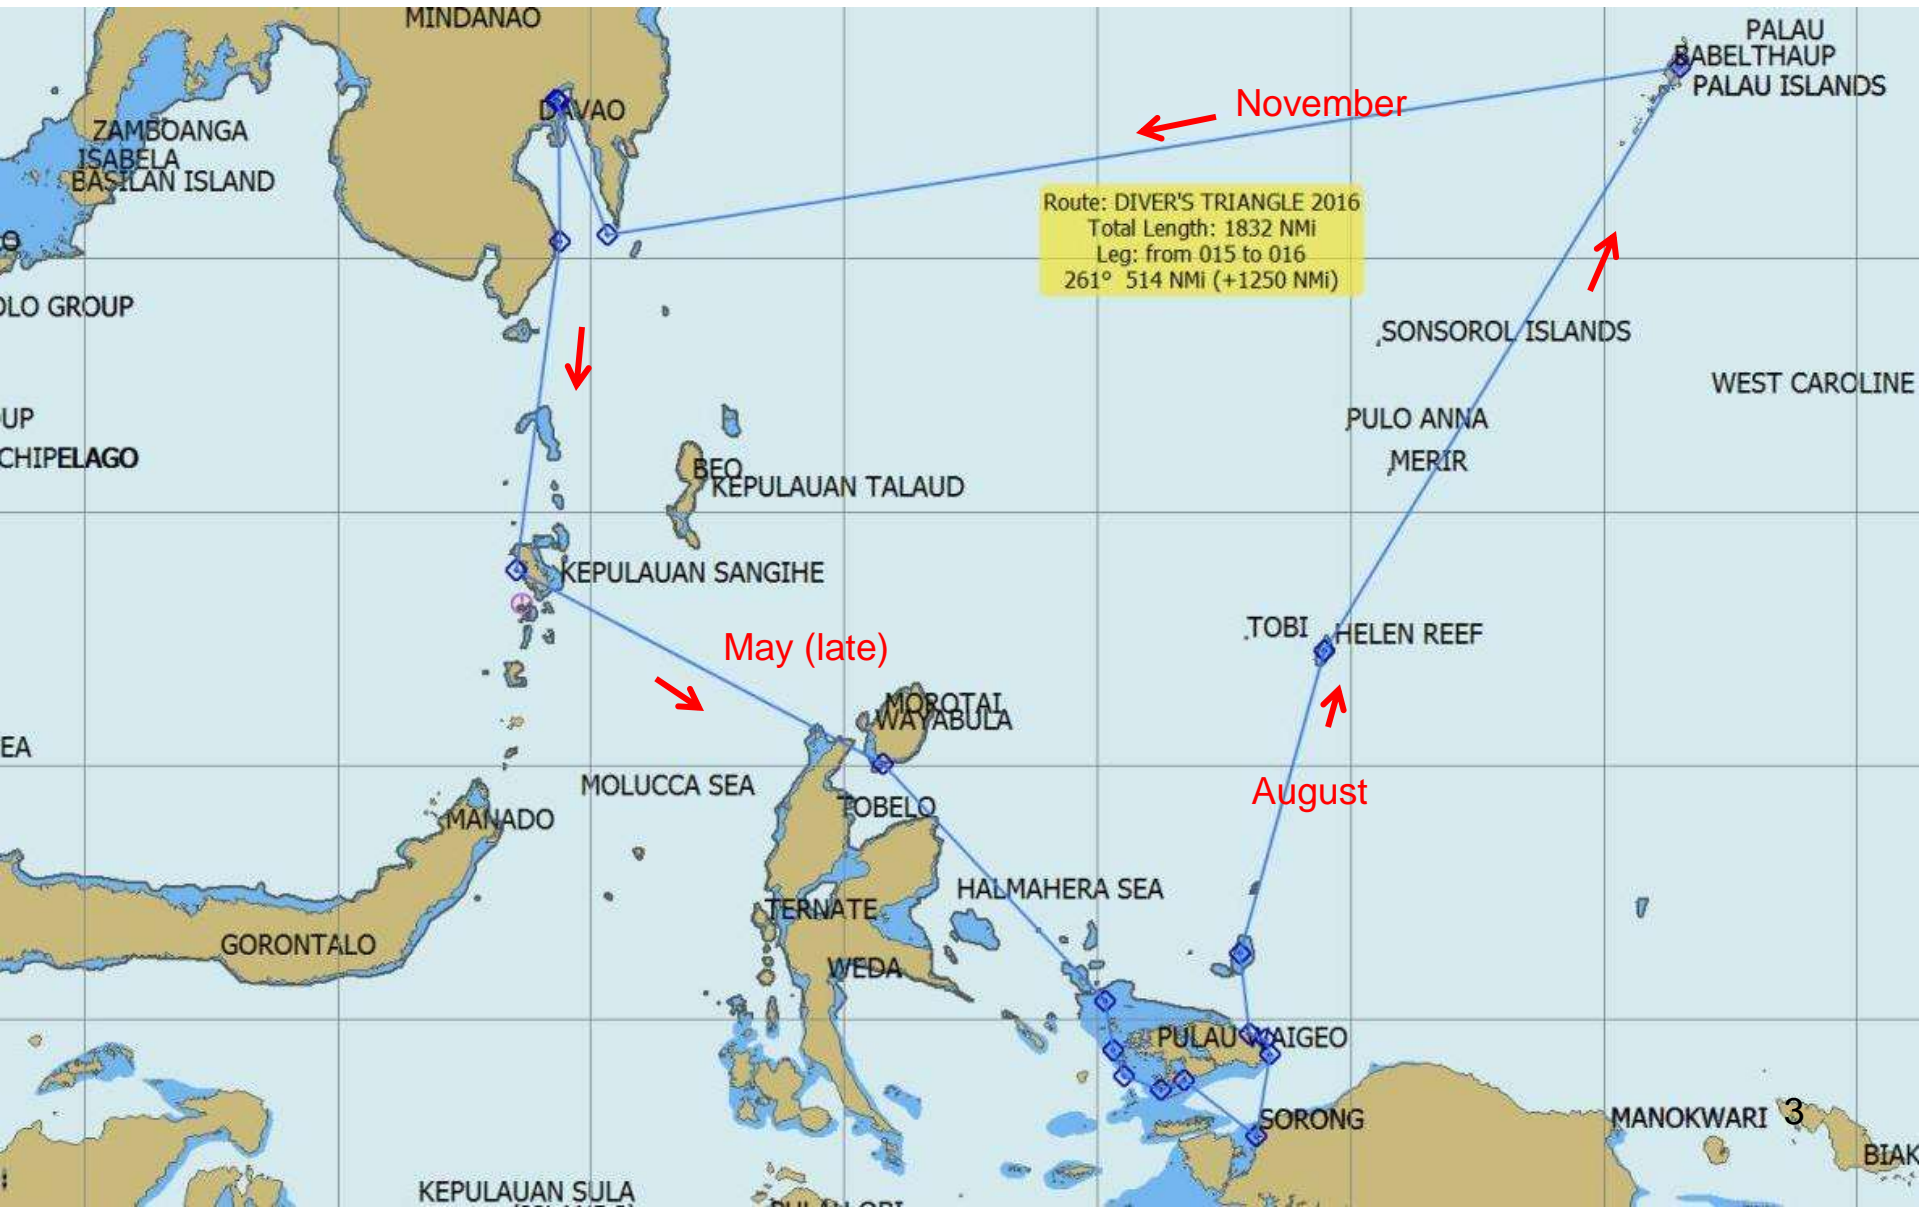 MINDANAO
PALAU
BABELTHAUP
PALAU ISLANDS
November
DAVAO
ZAMBOANGA
ISABELA
BASILAN ISLAND
Route: DIVER'S TRIANGLE 2016
Total Length: 1832 NMi
Leg: from 015 to 016
261° 514 NMi (+1250 NMi)
OLO GROUP
SONSOROL ISLANDS
WEST CAROLINE
UP
PULO ANNA
CHIPELAGO
MERIR
BEO
KEPULAUAN TALAUD
KEPULAUAN SANGIHE
TOBI
HELEN REEF
May (late)
MOROTAI
WAYABULA
EA
MOLUCCA SEA
August
TOBELO
MANADO
HALMAHERA SEA
TERNATE
GORONTALO
WEDA
PULAU WAIGEO
SORONG
MANOKWARI
3
BIAK
KEPULAUAN SULA